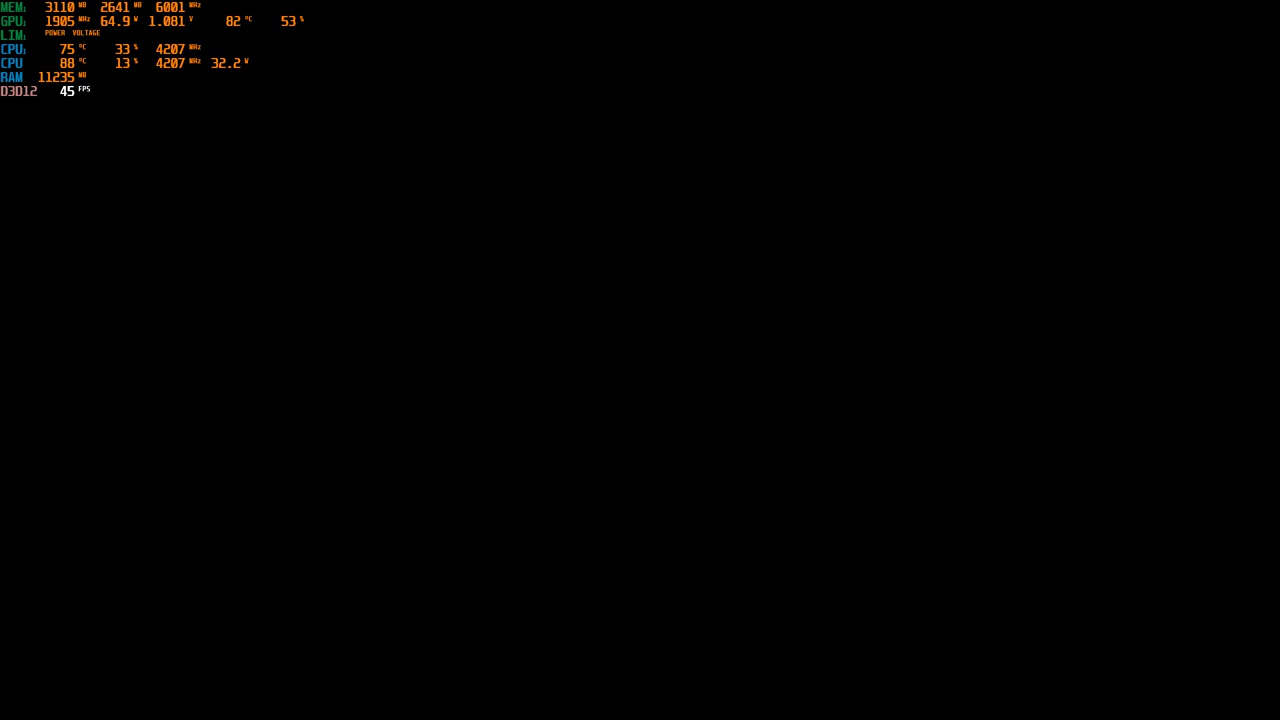 MEM1 3110 MB 2641 MB 6001 MHz
GPU1 1905 MHz 64.9 W 1.081 V 82 °C 53 %
LIM1 POWER VOLTAGE
CPU1 75 °C 33 % 4207 MHz
CPU 88 °C 13 % 4207 MHz 32.2 W
RAM 11235 MB
D3D12 45 FPS